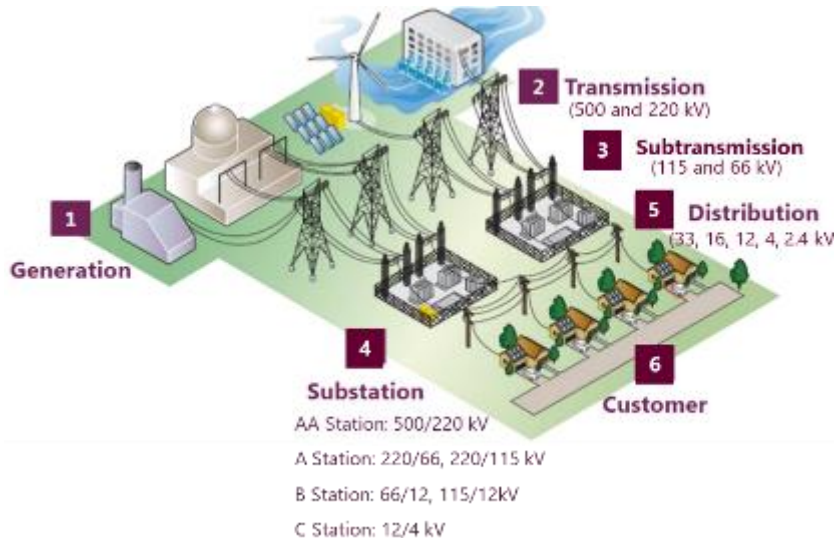 2 Transmission
(500 and 220 kV)
3 Subtransmission
(115 and 66 kV)
5 Distribution
(33, 16, 12, 4, 2.4 kV
1
Generation
4
Substation
AA Station: 500/220 kV
A Station: 220/66, 220/115 kV
B Station: 66/12, 115/12kV
C Station: 12/4 kV
6
Customer